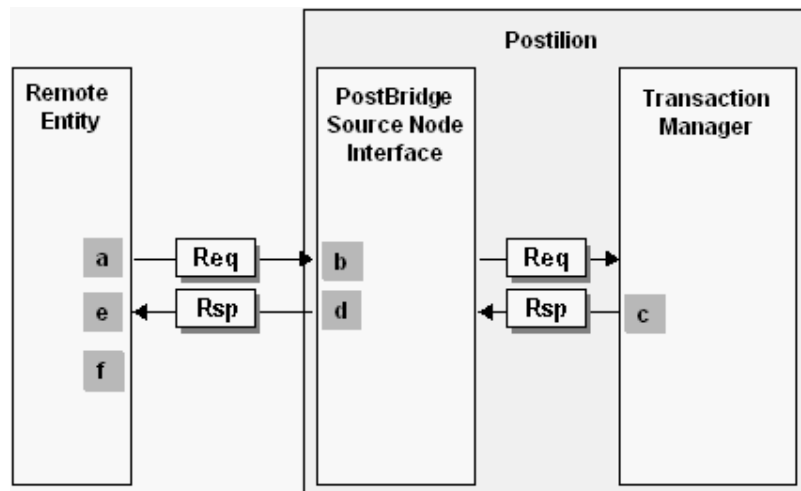 Postilion
Remote
Entity
PostBridge
Source Node
Interface
Transaction
Manager
a
Req
b
Req
e
Rsp
d
Rsp
c
f